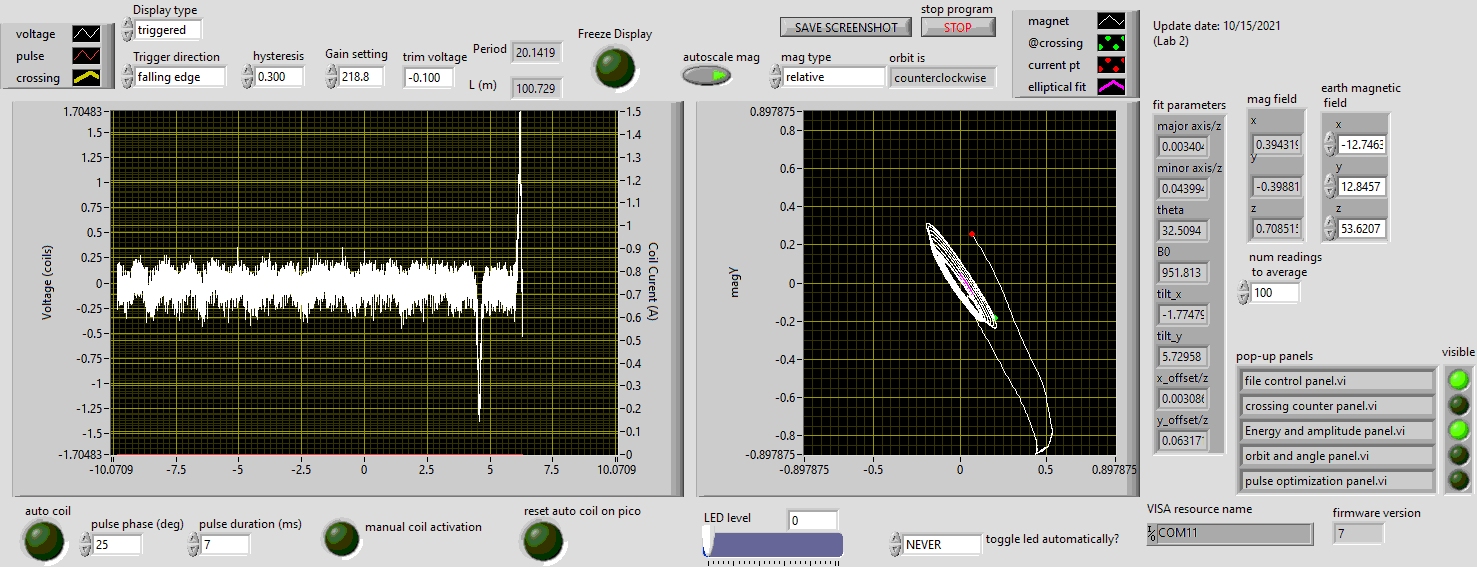 voltage
pulse
crossing
Display type
triggered
Trigger direction
falling edge
hysteresis
0.300
Gain setting
218.8
trim voltage
-0.100
Period
20.1419
L (m)
100.729
Freeze Display
SAVE SCREENSHOT
stop program
STOP
autoscale mag
mag type
relative
orbit is
counterclockwise
magnet
@crossing
current pt
elliptical fit
Update date: 10/15/2021
(Lab 2)
Voltage (coils)
1.70483
1.5
1.25
1
0.75
0.5
0.25
0
-0.25
-0.5
-0.75
-1
-1.25
-1.5
-1.70483
-10.0709
-7.5
-5
-2.5
0
2.5
5
7.5
10.0709
1.5
1.4
1.3
1.2
1.1
1
0.9
0.8
0.7
0.6
0.5
0.4
0.3
0.2
0.1
0
Coil Curent (A)
magY
0.897875
0.8
0.6
0.4
0.2
0
-0.2
-0.4
-0.6
-0.8
-0.897875
-0.897875
-0.5
0
0.5
0.897875
fit parameters
major axis/z
0.003404
minor axis/z
0.043994
theta
32.5094
B0
951.813
tilt_x
-1.77479
tilt_y
5.72958
x_offset/z
0.003086
y_offset/z
0.063171
mag field
x
0.394319
y
-0.39881
z
0.708515
earth magnetic
field
x
-12.7463
y
12.8457
z
53.6207
num readings
to average
100
pop-up panels
visible
file control panel.vi
crossing counter panel.vi
Energy and amplitude panel.vi
orbit and angle panel.vi
pulse optimization panel.vi
auto coil
pulse phase (deg)
25
pulse duration (ms)
7
manual coil activation
reset auto coil on pico
LED level
0
NEVER
toggle led automatically?
VISA resource name
COM11
firmware version
7